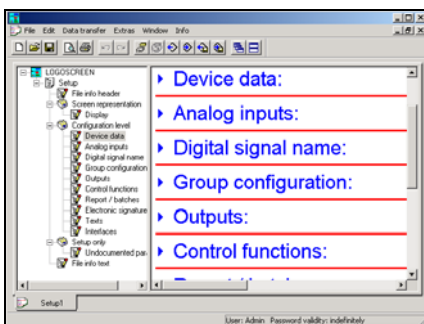 File Edit Data transfer Extras Window Info
LOGOSCREEN
Setup
File info header
Screen representation
Display
Configuration level
Device data
Analog inputs
Digital signal name
Group configuration
Outputs
Control functions
Report / batches
Electronic signature
Texts
Interfaces
Setup only
Undocumented par
File info text
Device data:
Analog inputs:
Digital signal name:
Group configuration:
Outputs:
Control functions:
Setup1
User: Admin Password validity: indefinitely